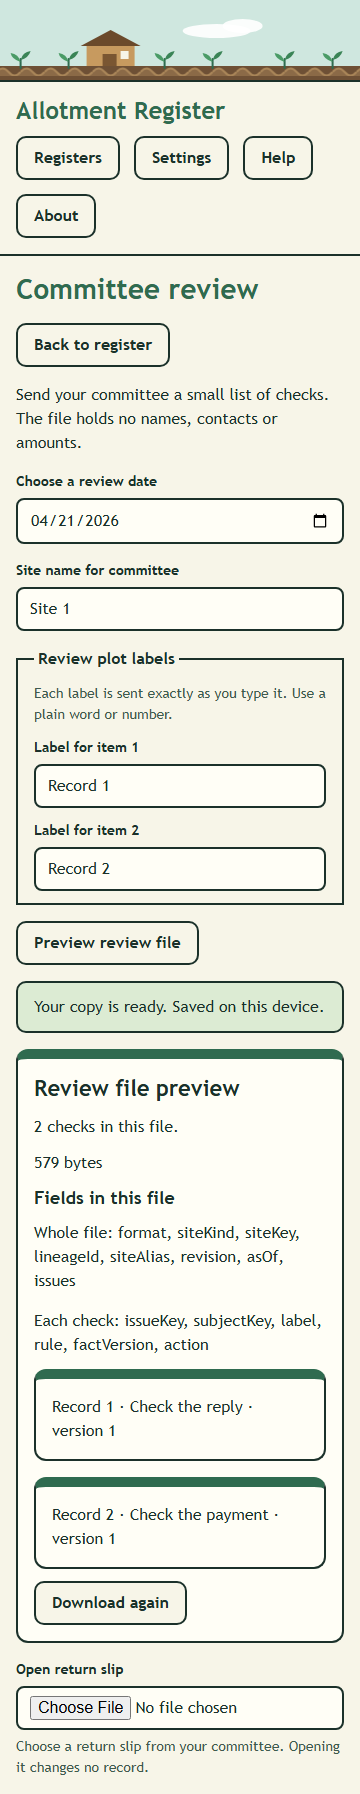 Allotment Register
Registers
Settings
Help
About
Committee review
Back to register
Send your committee a small list of checks.
The file holds no names, contacts or
amounts.
Choose a review date
04/21/2026
Site name for committee
Site 1
Review plot labels
Each label is sent exactly as you type it. Use a
plain word or number.
Label for item 1
Record 1
Label for item 2
Record 2
Preview review file
Your copy is ready. Saved on this device.
Review file preview
2 checks in this file.
579 bytes
Fields in this file
Whole file: format, siteKind, siteKey,
lineageId, siteAlias, revision, asOf,
issues
Each check: issueKey, subjectKey, label,
rule, factVersion, action
Record 1 · Check the reply ·
version 1
Record 2 · Check the payment ·
version 1
Download again
Open return slip
Choose File No file chosen
Choose a return slip from your committee. Opening
it changes no record.